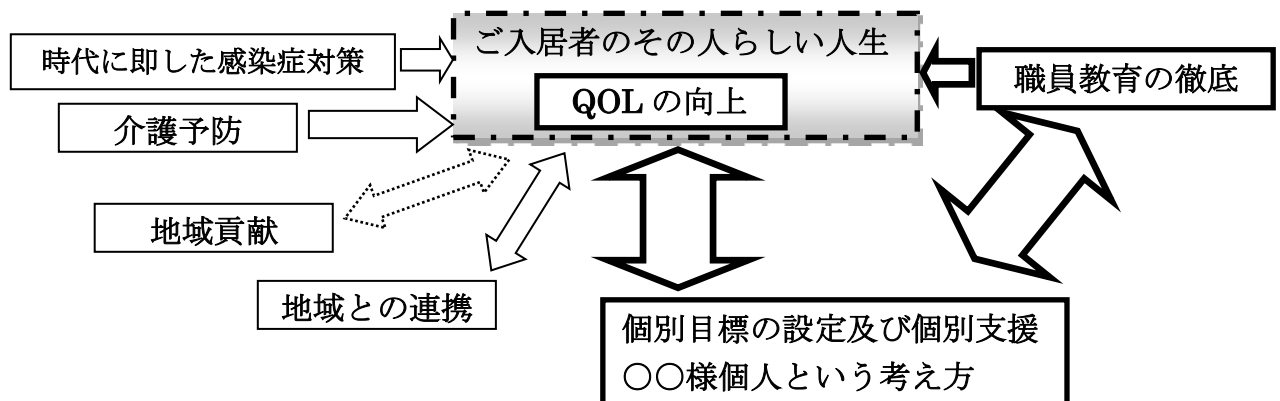 ご入居者のその人らしい人生
時代に即した感染症対策
職員教育の徹底
QOL の向上
介護予防
地域貢献
地域との連携
個別目標の設定及び個別支援
○○様個人という考え方